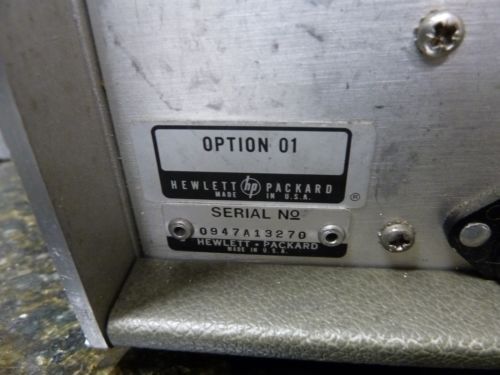 OPTION 01
HEWLETT hp PACKARD
MADE IN U.S.A.
®
SERIAL No
0947A13270
HEWLETT • PACKARD
MADE IN U.S.A.